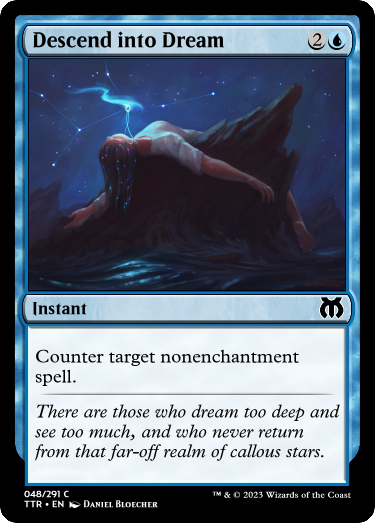 Descend into Dream 2
Instant
Counter target nonenchantment
spell.
There are those who dream too deep and
see too much, and who never return
from that far-off realm of callous stars.
048/291 C
TTR • EN Daniel Bloecher
™ & © 2023 Wizards of the Coast